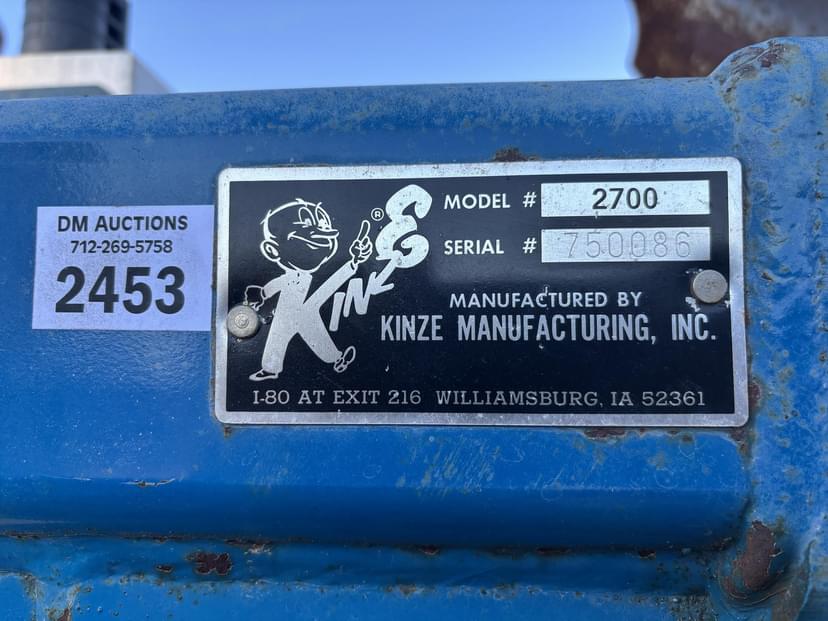 DM AUCTIONS
712-269-5758
2453
KINZE®
MODEL # 2700
SERIAL # 750086
MANUFACTURED BY
KINZE MANUFACTURING, INC.
I-80 AT EXIT 216 WILLIAMSBURG, IA 52361